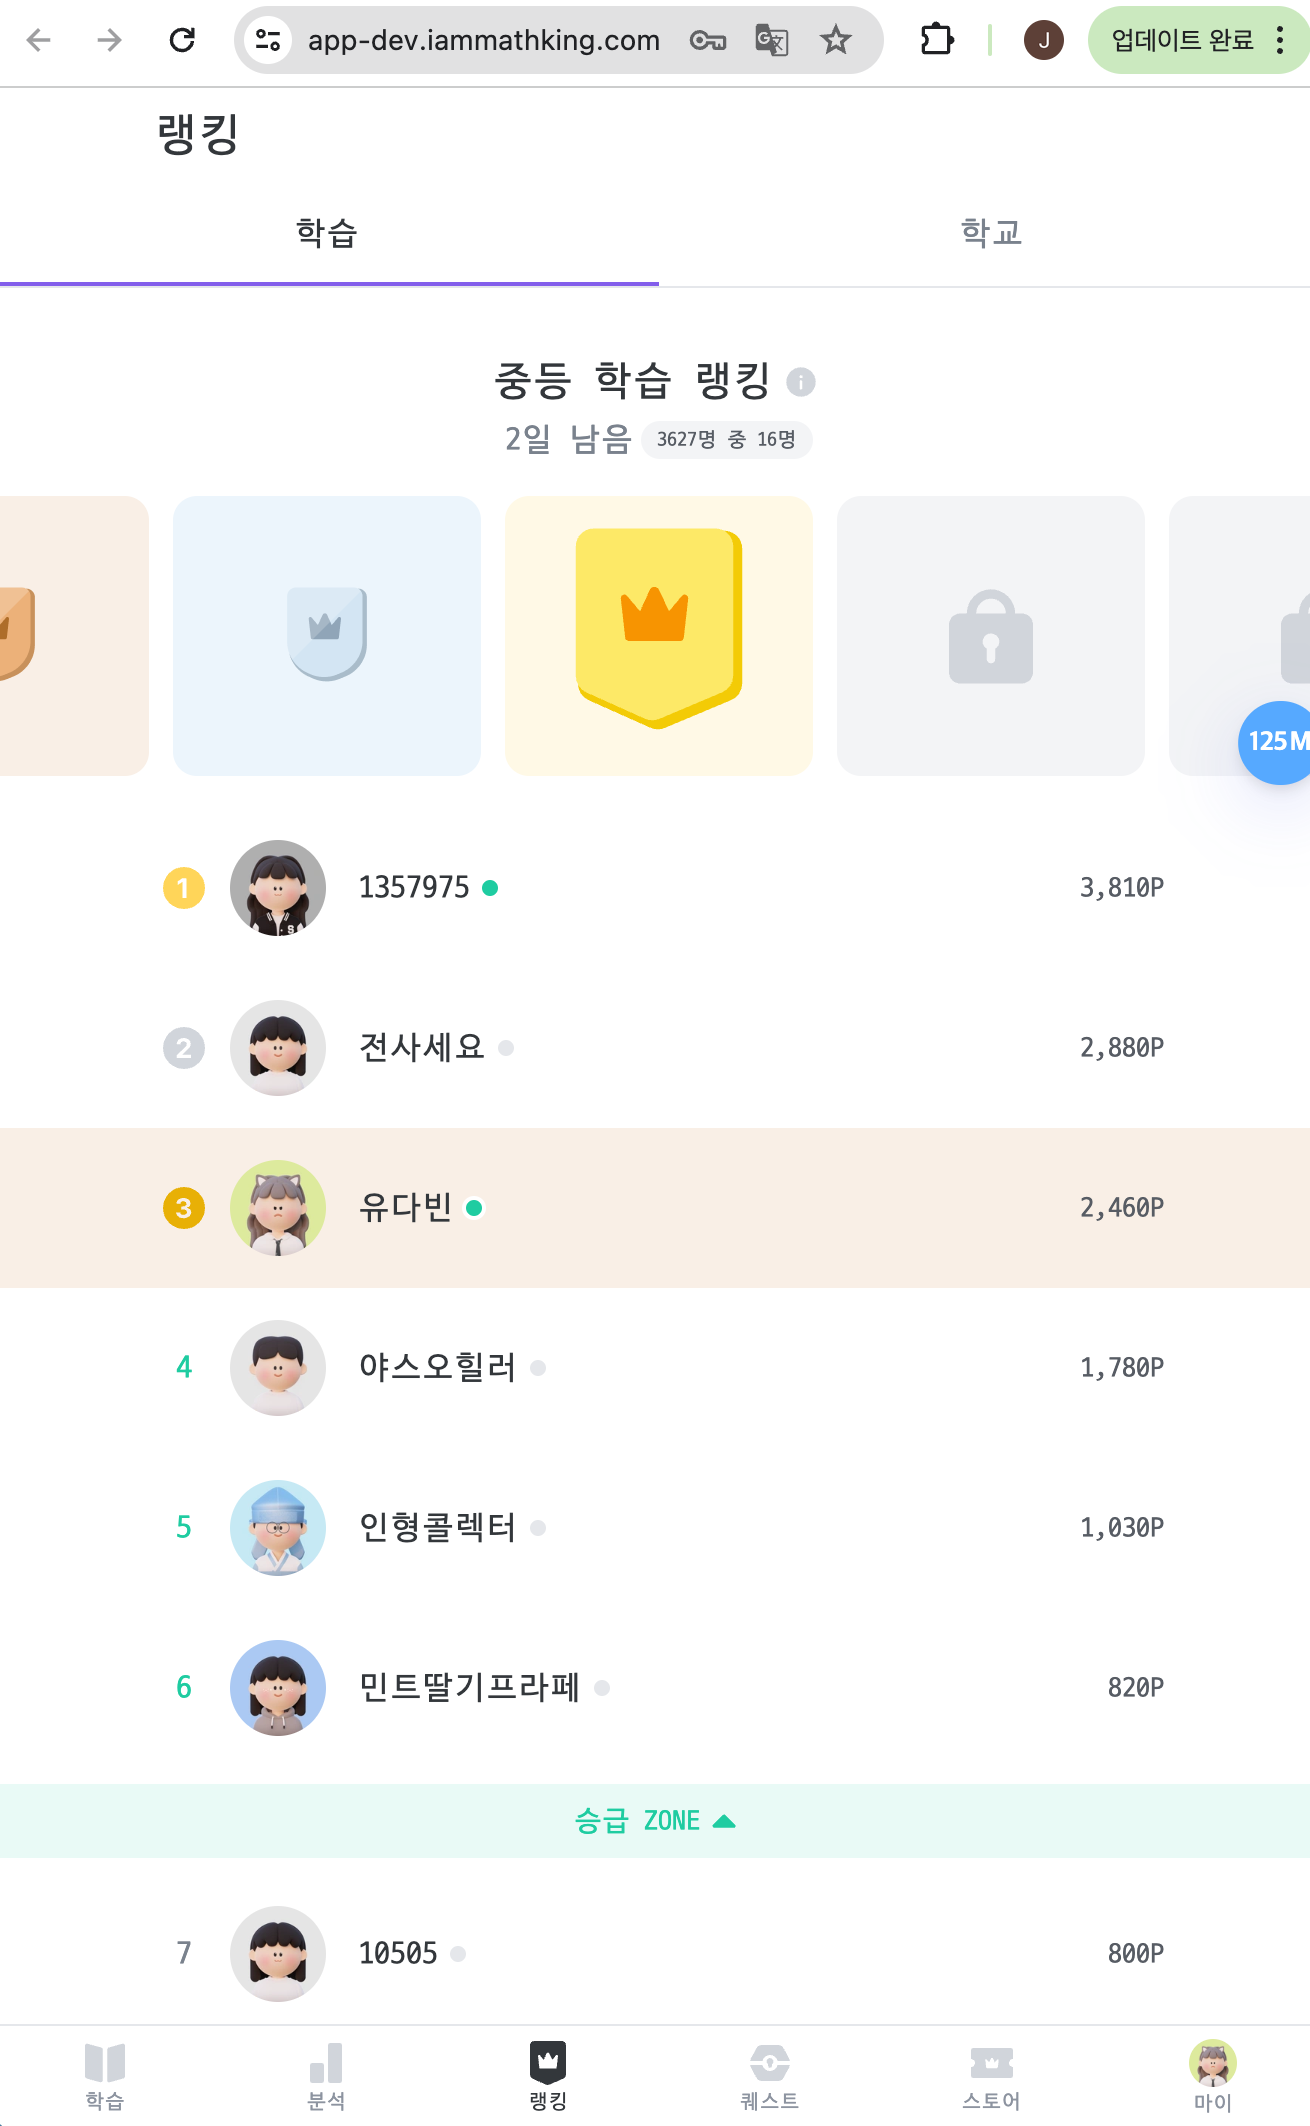 app-dev.iammathking.com
J
업데이트 완료
랭킹
학습
학교
중등 학습 랭킹
2일 남음 3627명 중 16명
125M
1 1357975 3,810P
2 전사세요 2,880P
3 유다빈 2,460P
4 야스오힐러 1,780P
5 인형콜렉터 1,030P
6 민트딸기프라페 820P
승급 ZONE
7 10505 800P
학습
분석
랭킹
퀘스트
스토어
마이